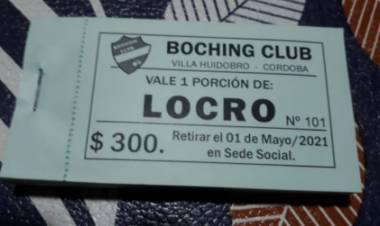 BOCHING CLUB
VILLA HUIDOBRO - CORDOBA
VALE 1 PORCIÓN DE:
LOCRO Nº 101
$ 300. Retirar el 01 de Mayo/2021
en Sede Social.